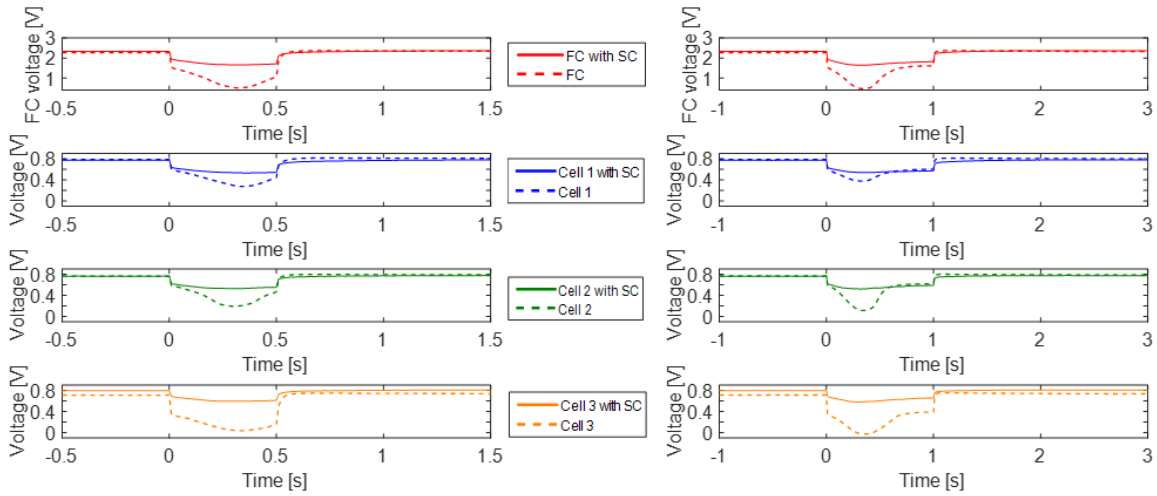 FC voltage [V]
3
2
1
-0.5 0 0.5 1 1.5
Time [s]
FC with SC
FC
FC voltage [V]
3
2
1
-1 0 1 2 3
Time [s]
Voltage [V]
0.8
0.4
0
-0.5 0 0.5 1 1.5
Time [s]
Cell 1 with SC
Cell 1
Voltage [V]
0.8
0.4
0
-1 0 1 2 3
Time [s]
Voltage [V]
0.8
0.4
0
-0.5 0 0.5 1 1.5
Time [s]
Cell 2 with SC
Cell 2
Voltage [V]
0.8
0.4
0
-1 0 1 2 3
Time [s]
Voltage [V]
0.8
0.4
0
-0.5 0 0.5 1 1.5
Time [s]
Cell 3 with SC
Cell 3
Voltage [V]
0.8
0.4
0
-1 0 1 2 3
Time [s]